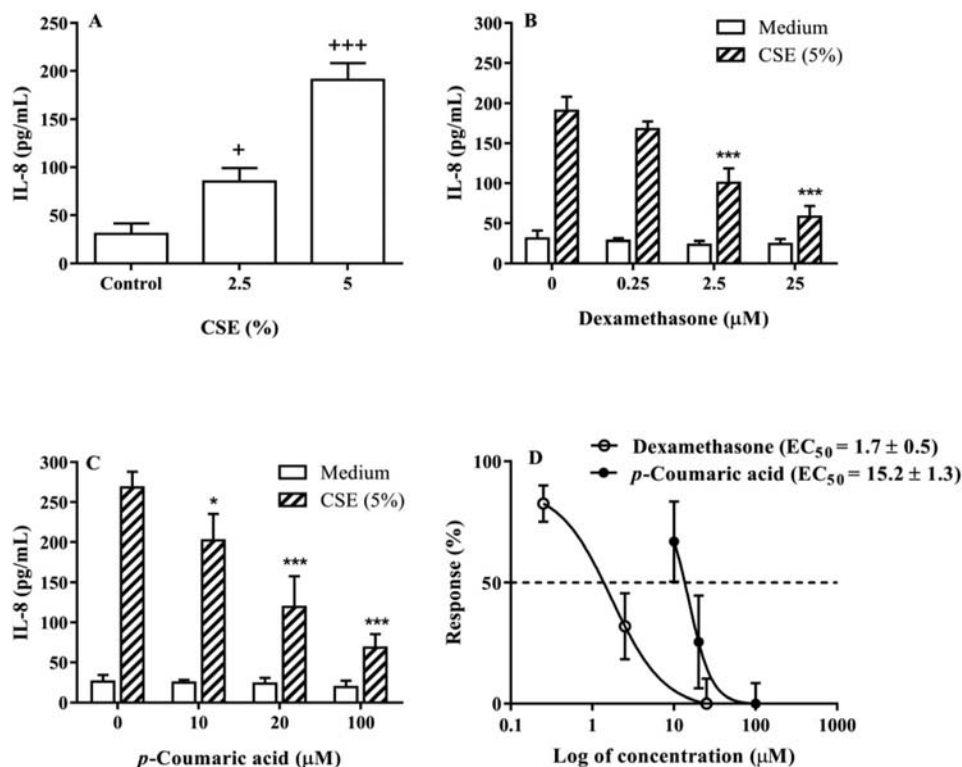 A
IL-8 (pg/mL)
250
200
150
100
50
0
+
+++
Control 2.5 5
CSE (%)
B
Medium
CSE (5%)
IL-8 (pg/mL)
300
250
200
150
100
50
0
***
***
0 0.25 2.5 25
Dexamethasone (μM)
C
Medium
CSE (5%)
IL-8 (pg/mL)
300
250
200
150
100
50
0
*
***
***
0 10 20 100
p-Coumaric acid (μM)
D
Dexamethasone (EC50 = 1.7 ± 0.5)
p-Coumaric acid (EC50 = 15.2 ± 1.3)
Response (%)
100
50
0
0.1 1 10 100 1000
Log of concentration (μM)